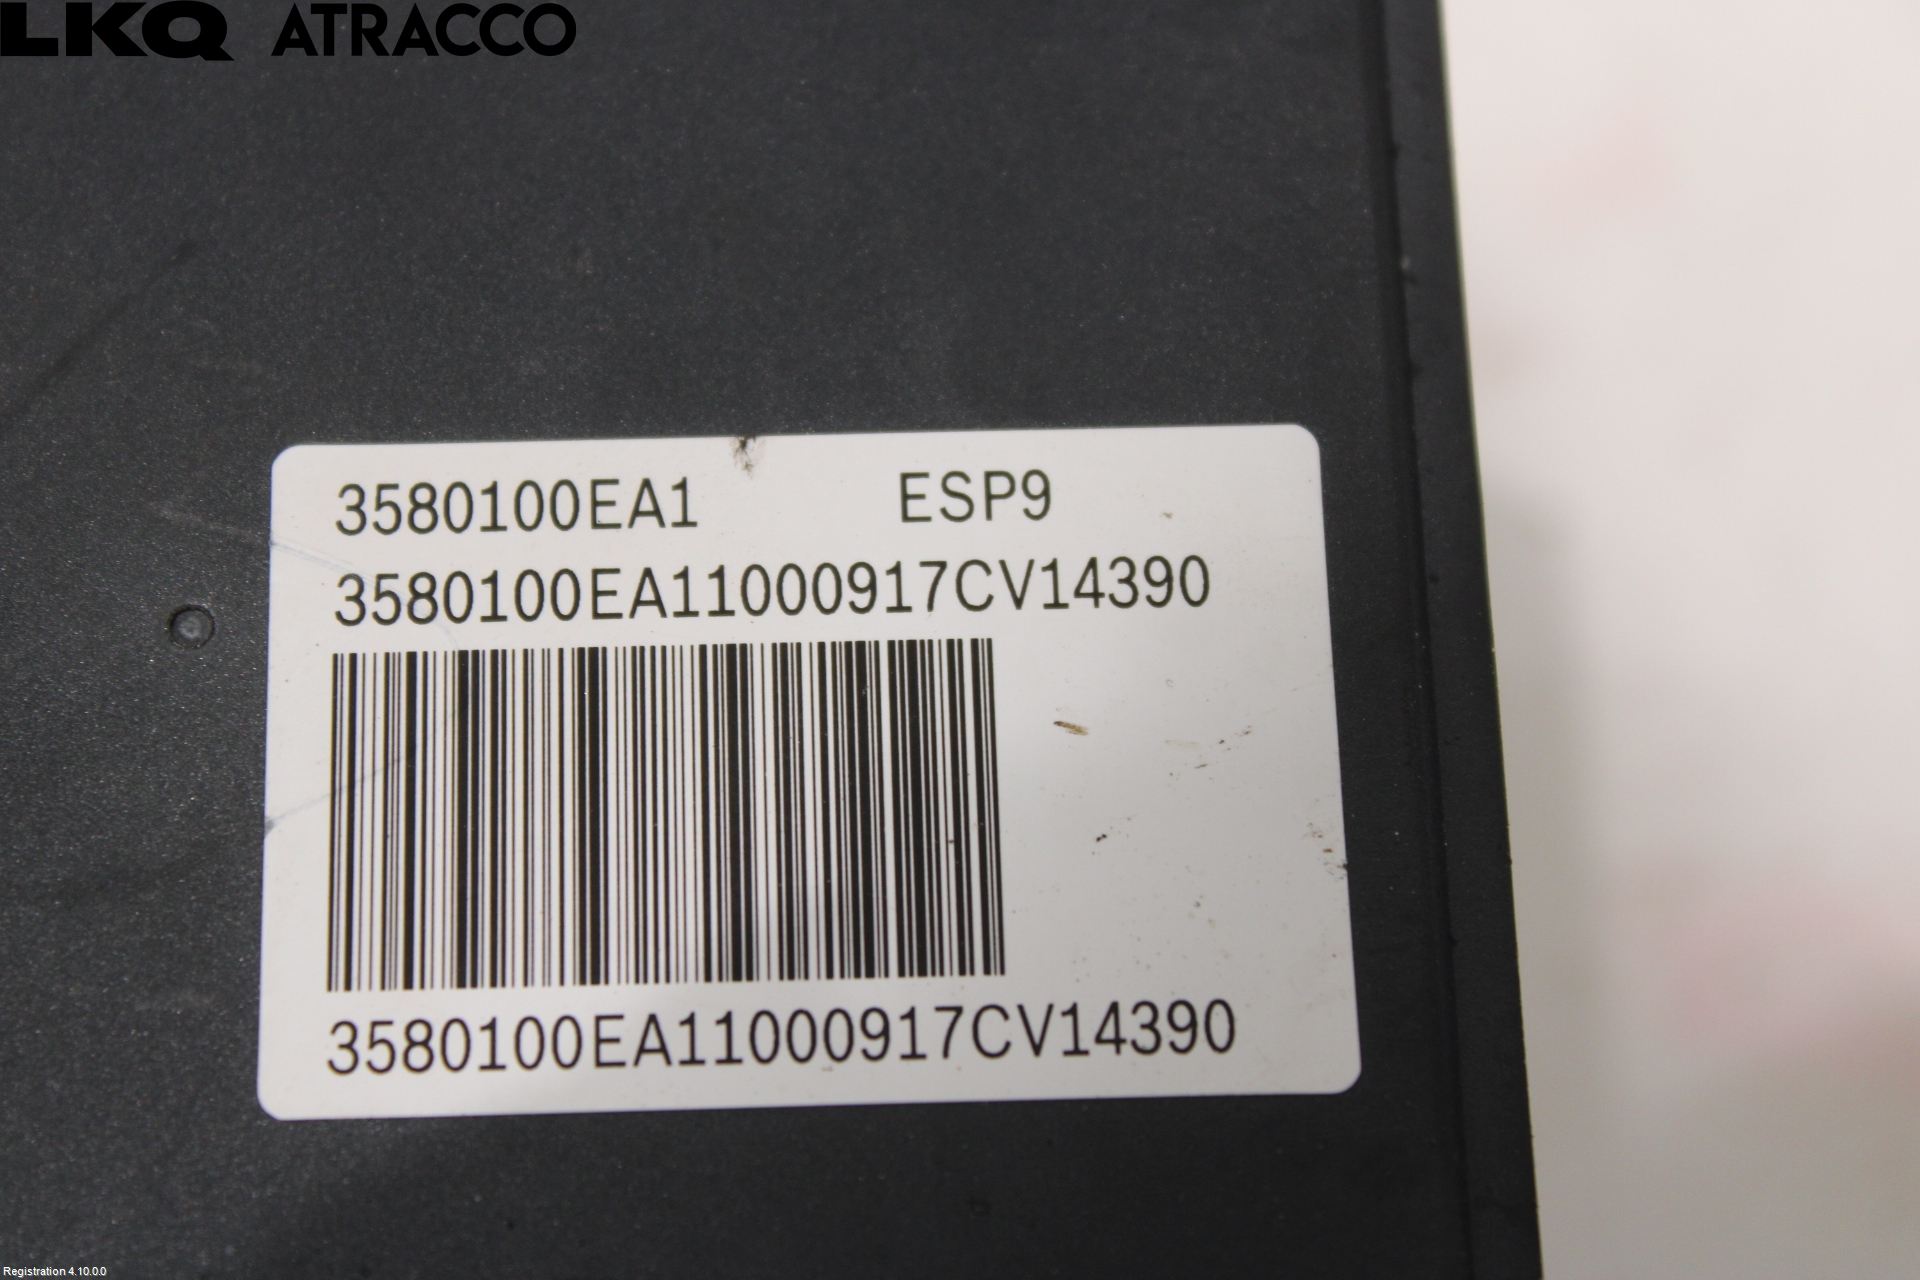 LKQ ATRACCO
3580100EA1 ESP9
3580100EA11000917CV14390
3580100EA11000917CV14390
Registration 4.10.0.0